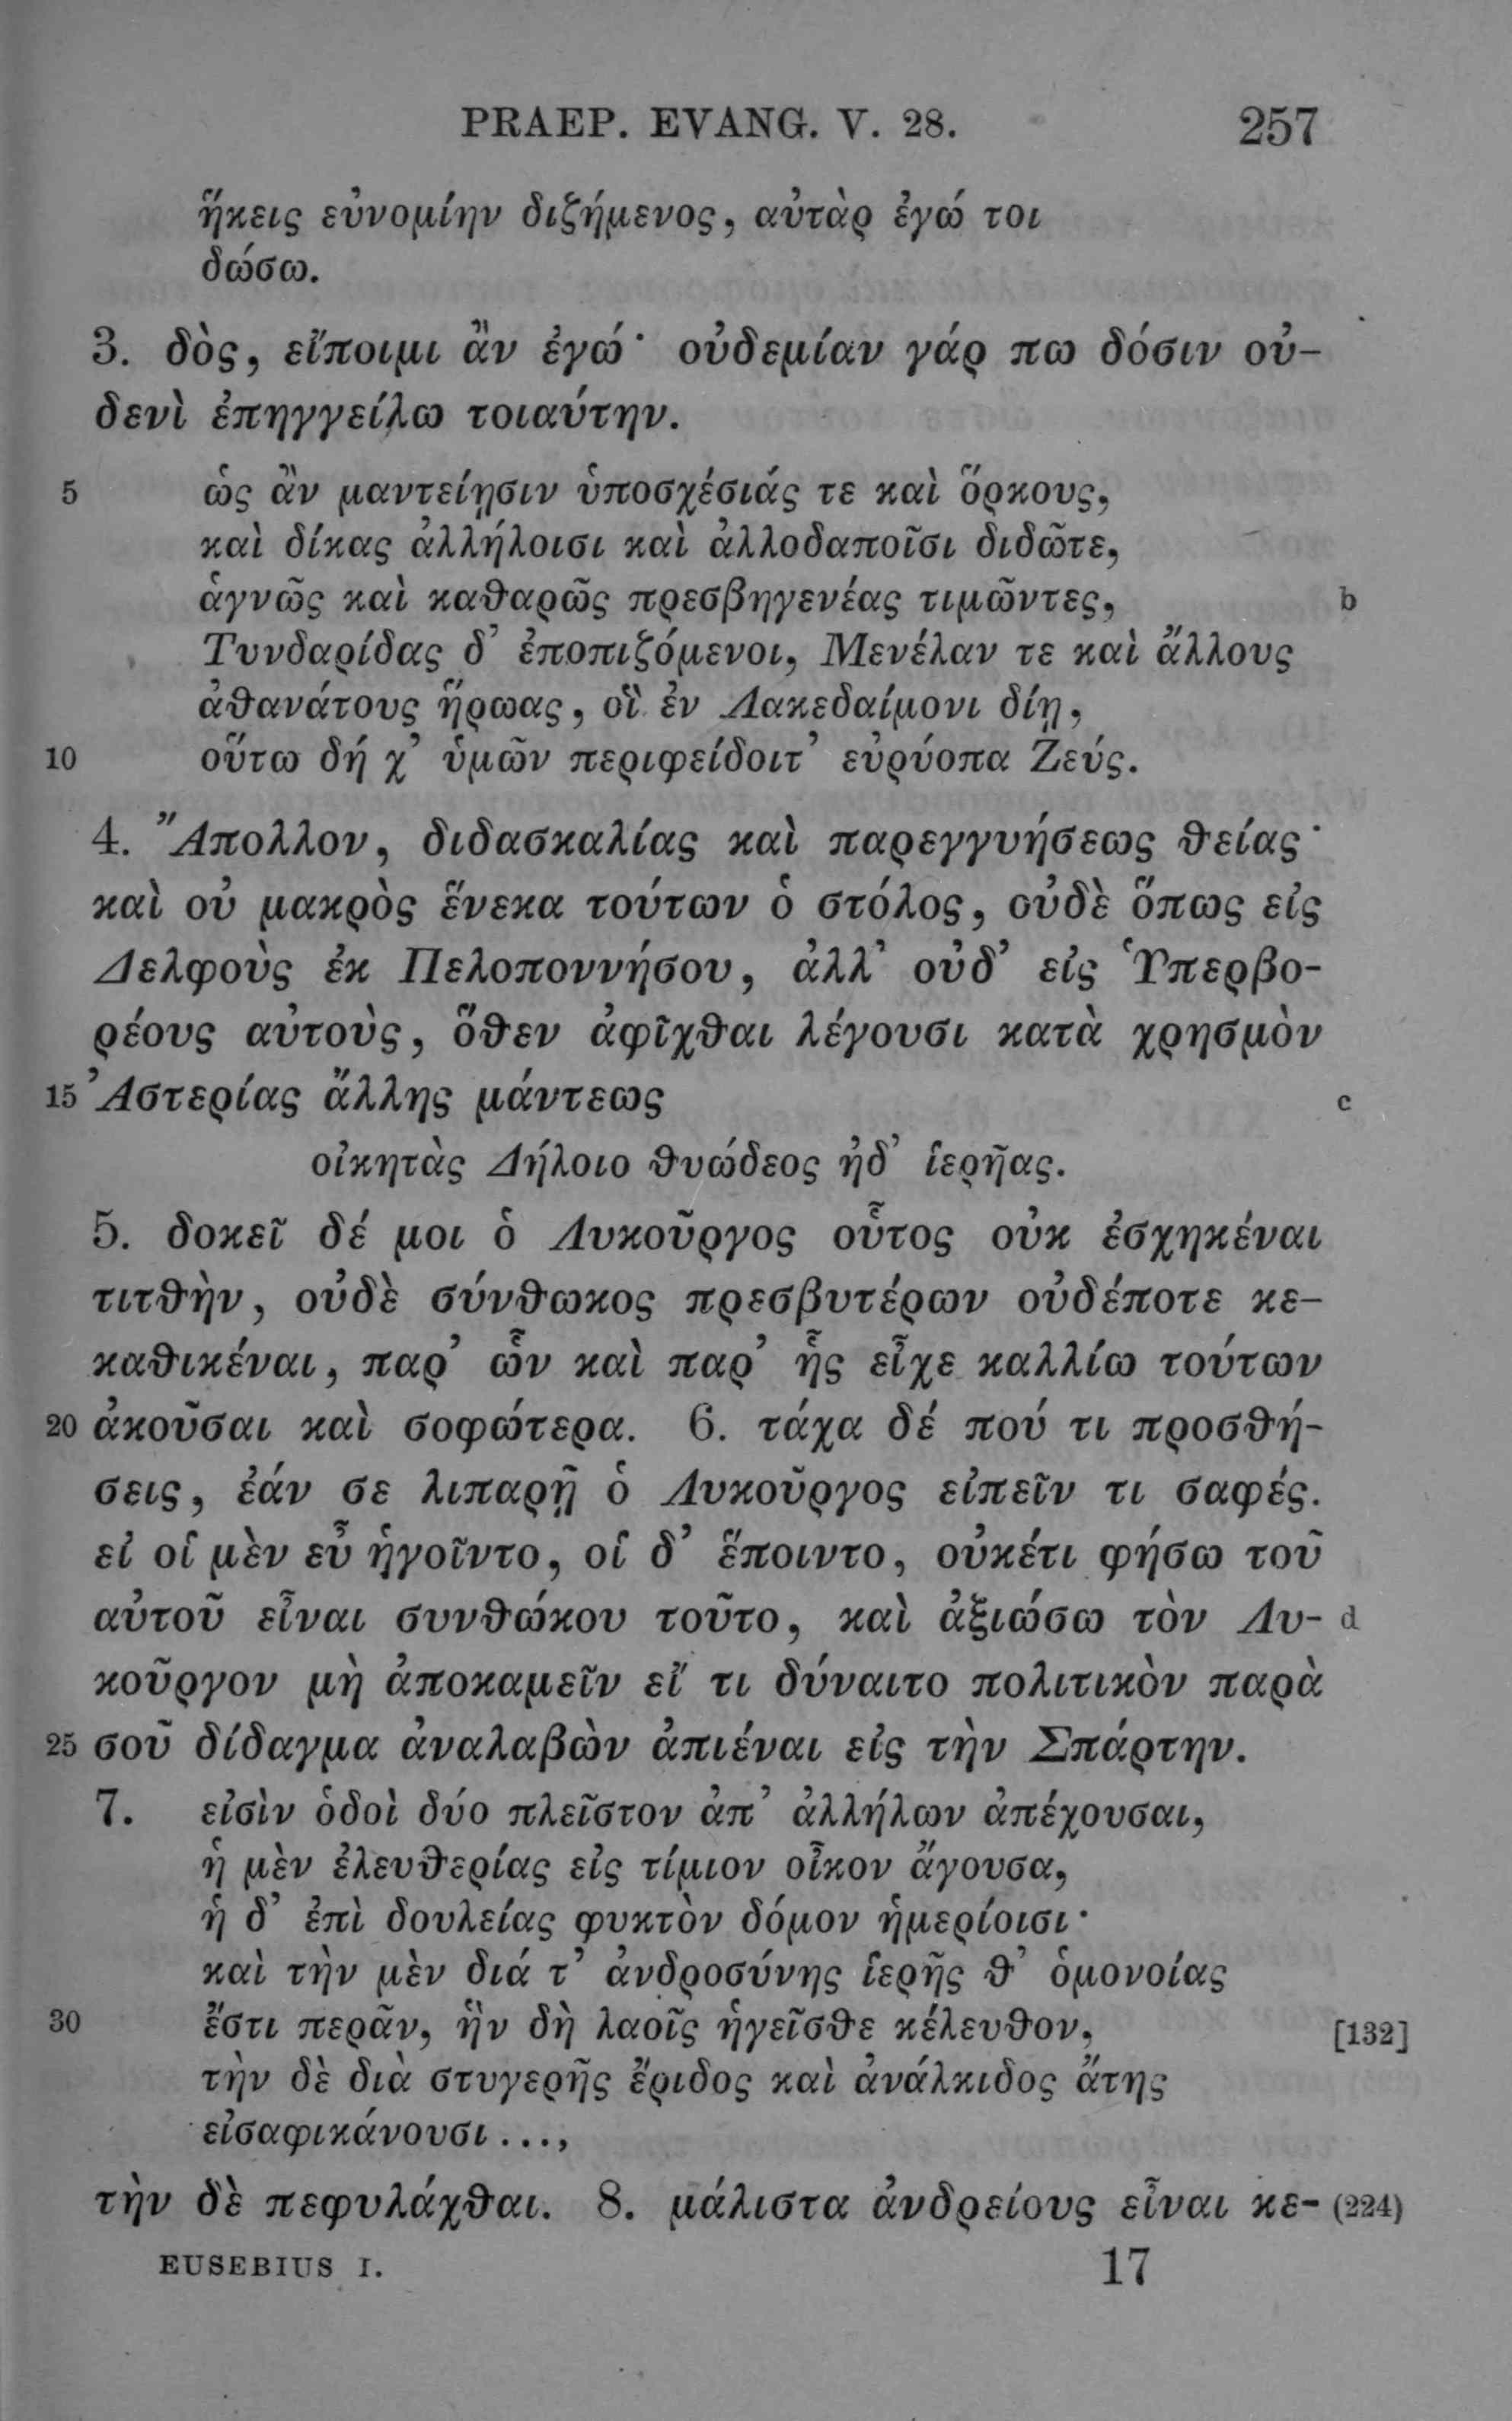 PRAEP. EVANG. V. 28. 257
ἥκεις εὐνομίην διζήμενος, αὐτὰρ ἐγώ τοι
δώσω.
3. δὸς, εἴποιμι ἂν ἐγώ· οὐδεμίαν γάρ πω δόσιν οὐ-
δενὶ ἐπηγγείλω τοιαύτην.
5 ὡς ἂν μαντείῃσιν ὑποσχέσιάς τε καὶ ὅρκους,
καὶ δίκας ἀλλήλοισι καὶ ἀλλοδαποῖσι διδῶτε,
ἁγνῶς καὶ καθαρῶς πρεσβηγενέας τιμῶντες, b
Τυνδαρίδας δ’ ἐποπιζόμενοι, Μενέλαν τε καὶ ἄλλους
ἀθανάτους ἥρωας, οἳ ἐν Λακεδαίμονι δίῃ,
10 οὕτω δή χ’ ὑμῶν περιφείδοιτ’ εὐρύοπα Ζεύς.
4. Ἄπολλον, διδασκαλίας καὶ παρεγγυήσεως θείας·
καὶ οὐ μακρὸς ἕνεκα τούτων ὁ στόλος, οὐδὲ ὅπως εἰς
Δελφοὺς ἐκ Πελοποννήσου, ἀλλ’ οὐδ’ εἰς Ὑπερβο-
ρέους αὐτοὺς, ὅθεν ἀφῖχθαι λέγουσι κατὰ χρησμὸν
15 Ἀστερίας ἄλλης μάντεως c
οἰκητὰς Δήλοιο θυώδεος ἠδ’ ἱερῆας.
5. δοκεῖ δέ μοι ὁ Λυκοῦργος οὗτος οὐκ ἐσχηκέναι
τιτθὴν, οὐδὲ σύνθωκος πρεσβυτέρων οὐδέποτε κε-
καθικέναι, παρ’ ὧν καὶ παρ’ ἧς εἶχε καλλίω τούτων
20 ἀκοῦσαι καὶ σοφώτερα. 6. τάχα δέ πού τι προσθή-
σεις, ἐάν σε λιπαρῇ ὁ Λυκοῦργος εἰπεῖν τι σαφές.
εἰ οἱ μὲν εὖ ἡγοῖντο, οἱ δ’ ἕποιντο, οὐκέτι φήσω τοῦ
αὐτοῦ εἶναι συνθώκου τοῦτο, καὶ ἀξιώσω τὸν Λυ- d
κοῦργον μὴ ἀποκαμεῖν εἴ τι δύναιτο πολιτικὸν παρὰ
25 σοῦ δίδαγμα ἀναλαβὼν ἀπιέναι εἰς τὴν Σπάρτην.
7. εἰσὶν ὁδοὶ δύο πλεῖστον ἀπ’ ἀλλήλων ἀπέχουσαι,
ἡ μὲν ἐλευθερίας εἰς τίμιον οἶκον ἄγουσα,
ἡ δ’ ἐπὶ δουλείας φυκτὸν δόμον ἡμερίοισι·
καὶ τὴν μὲν διά τ’ ἀνδροσύνης ἱερῆς θ’ ὁμονοίας
30 ἔστι περᾶν, ἣν δὴ λαοῖς ἡγεῖσθε κέλευθον, [132]
τὴν δὲ διὰ στυγερῆς ἔριδος καὶ ἀνάλκιδος ἄτης
εἰσαφικάνουσι ...,
τὴν δὲ πεφυλάχθαι. 8. μάλιστα ἀνδρείους εἶναι κε- (224)
EUSEBIUS I. 17